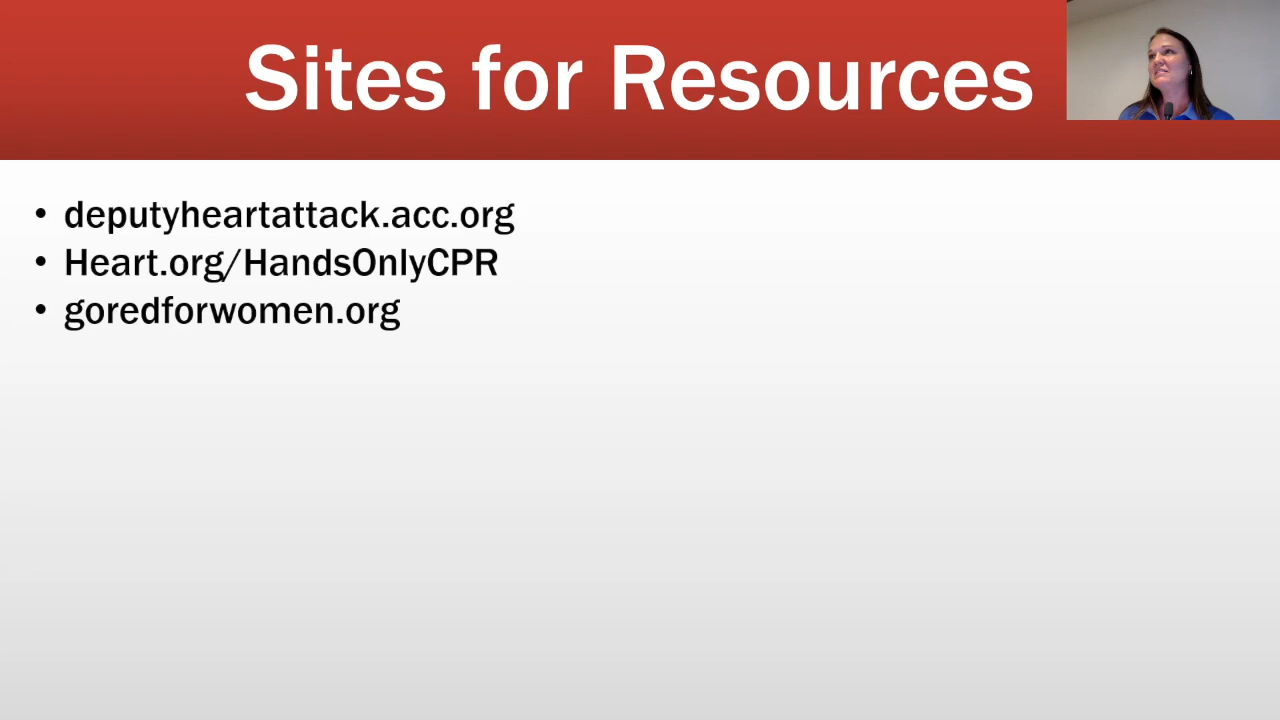 Sites for Resources
• deputyheartattack.acc.org
• Heart.org/HandsOnlyCPR
• goredforwomen.org